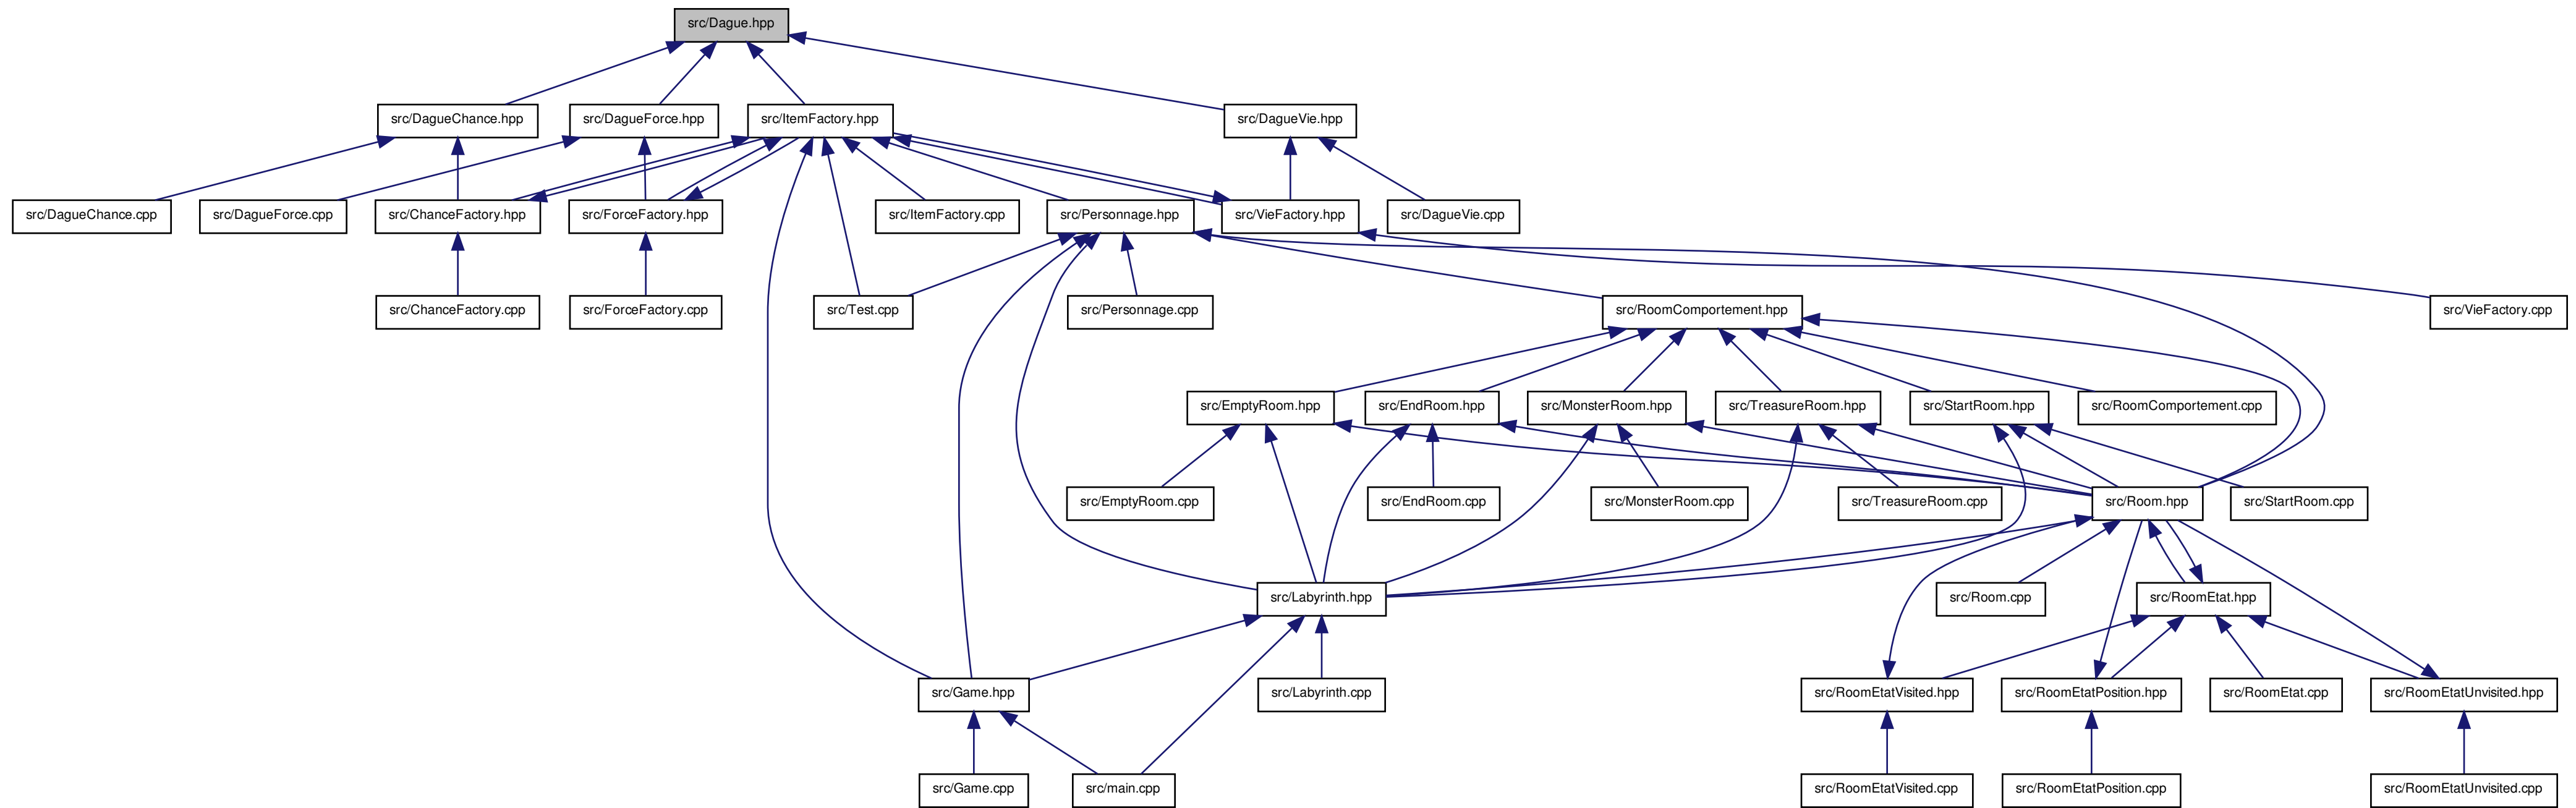 src/Dague.hpp
src/DagueChance.hpp
src/DagueForce.hpp
src/ItemFactory.hpp
src/DagueVie.hpp
src/DagueChance.cpp
src/DagueForce.cpp
src/ChanceFactory.hpp
src/ForceFactory.hpp
src/ItemFactory.cpp
src/Personnage.hpp
src/VieFactory.hpp
src/DagueVie.cpp
src/ChanceFactory.cpp
src/ForceFactory.cpp
src/Test.cpp
src/Personnage.cpp
src/RoomComportement.hpp
src/VieFactory.cpp
src/EmptyRoom.hpp
src/EndRoom.hpp
src/MonsterRoom.hpp
src/TreasureRoom.hpp
src/StartRoom.hpp
src/RoomComportement.cpp
src/EmptyRoom.cpp
src/EndRoom.cpp
src/MonsterRoom.cpp
src/TreasureRoom.cpp
src/Room.hpp
src/StartRoom.cpp
src/Labyrinth.hpp
src/Room.cpp
src/RoomEtat.hpp
src/Game.hpp
src/Labyrinth.cpp
src/RoomEtatVisited.hpp
src/RoomEtatPosition.hpp
src/RoomEtat.cpp
src/RoomEtatUnvisited.hpp
src/Game.cpp
src/main.cpp
src/RoomEtatVisited.cpp
src/RoomEtatPosition.cpp
src/RoomEtatUnvisited.cpp